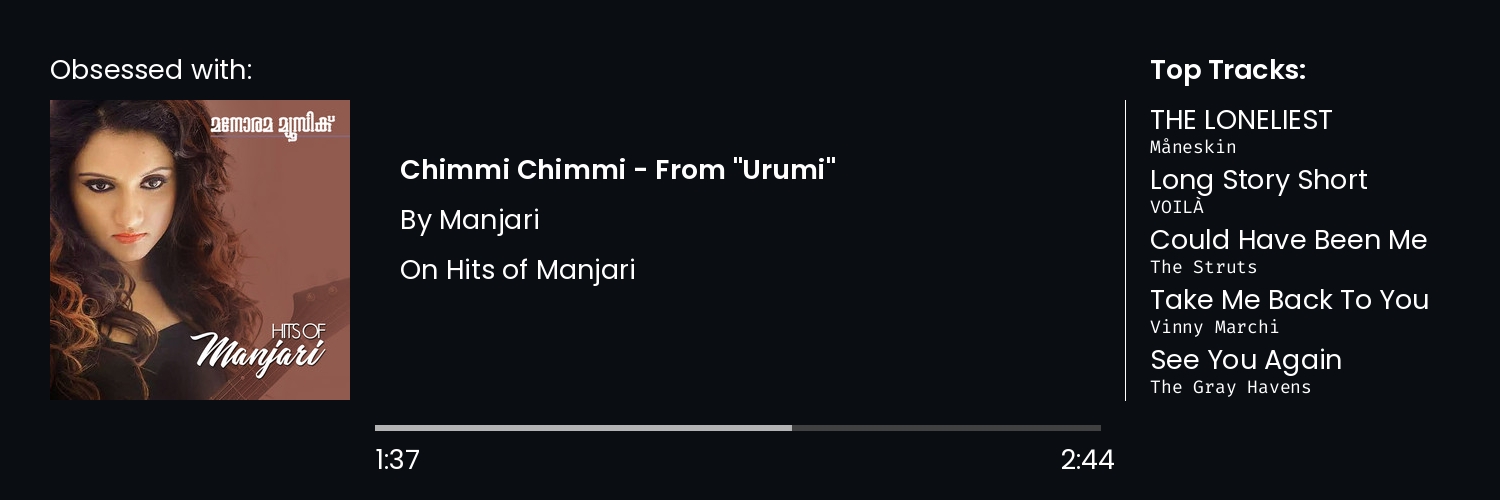 Obsessed with:
മനോരമ മ്യൂസിക്
HITS OF
Manjari
Chimmi Chimmi - From "Urumi"
By Manjari
On Hits of Manjari
1:37
2:44
Top Tracks:
THE LONELIEST
Måneskin
Long Story Short
VOILÀ
Could Have Been Me
The Struts
Take Me Back To You
Vinny Marchi
See You Again
The Gray Havens